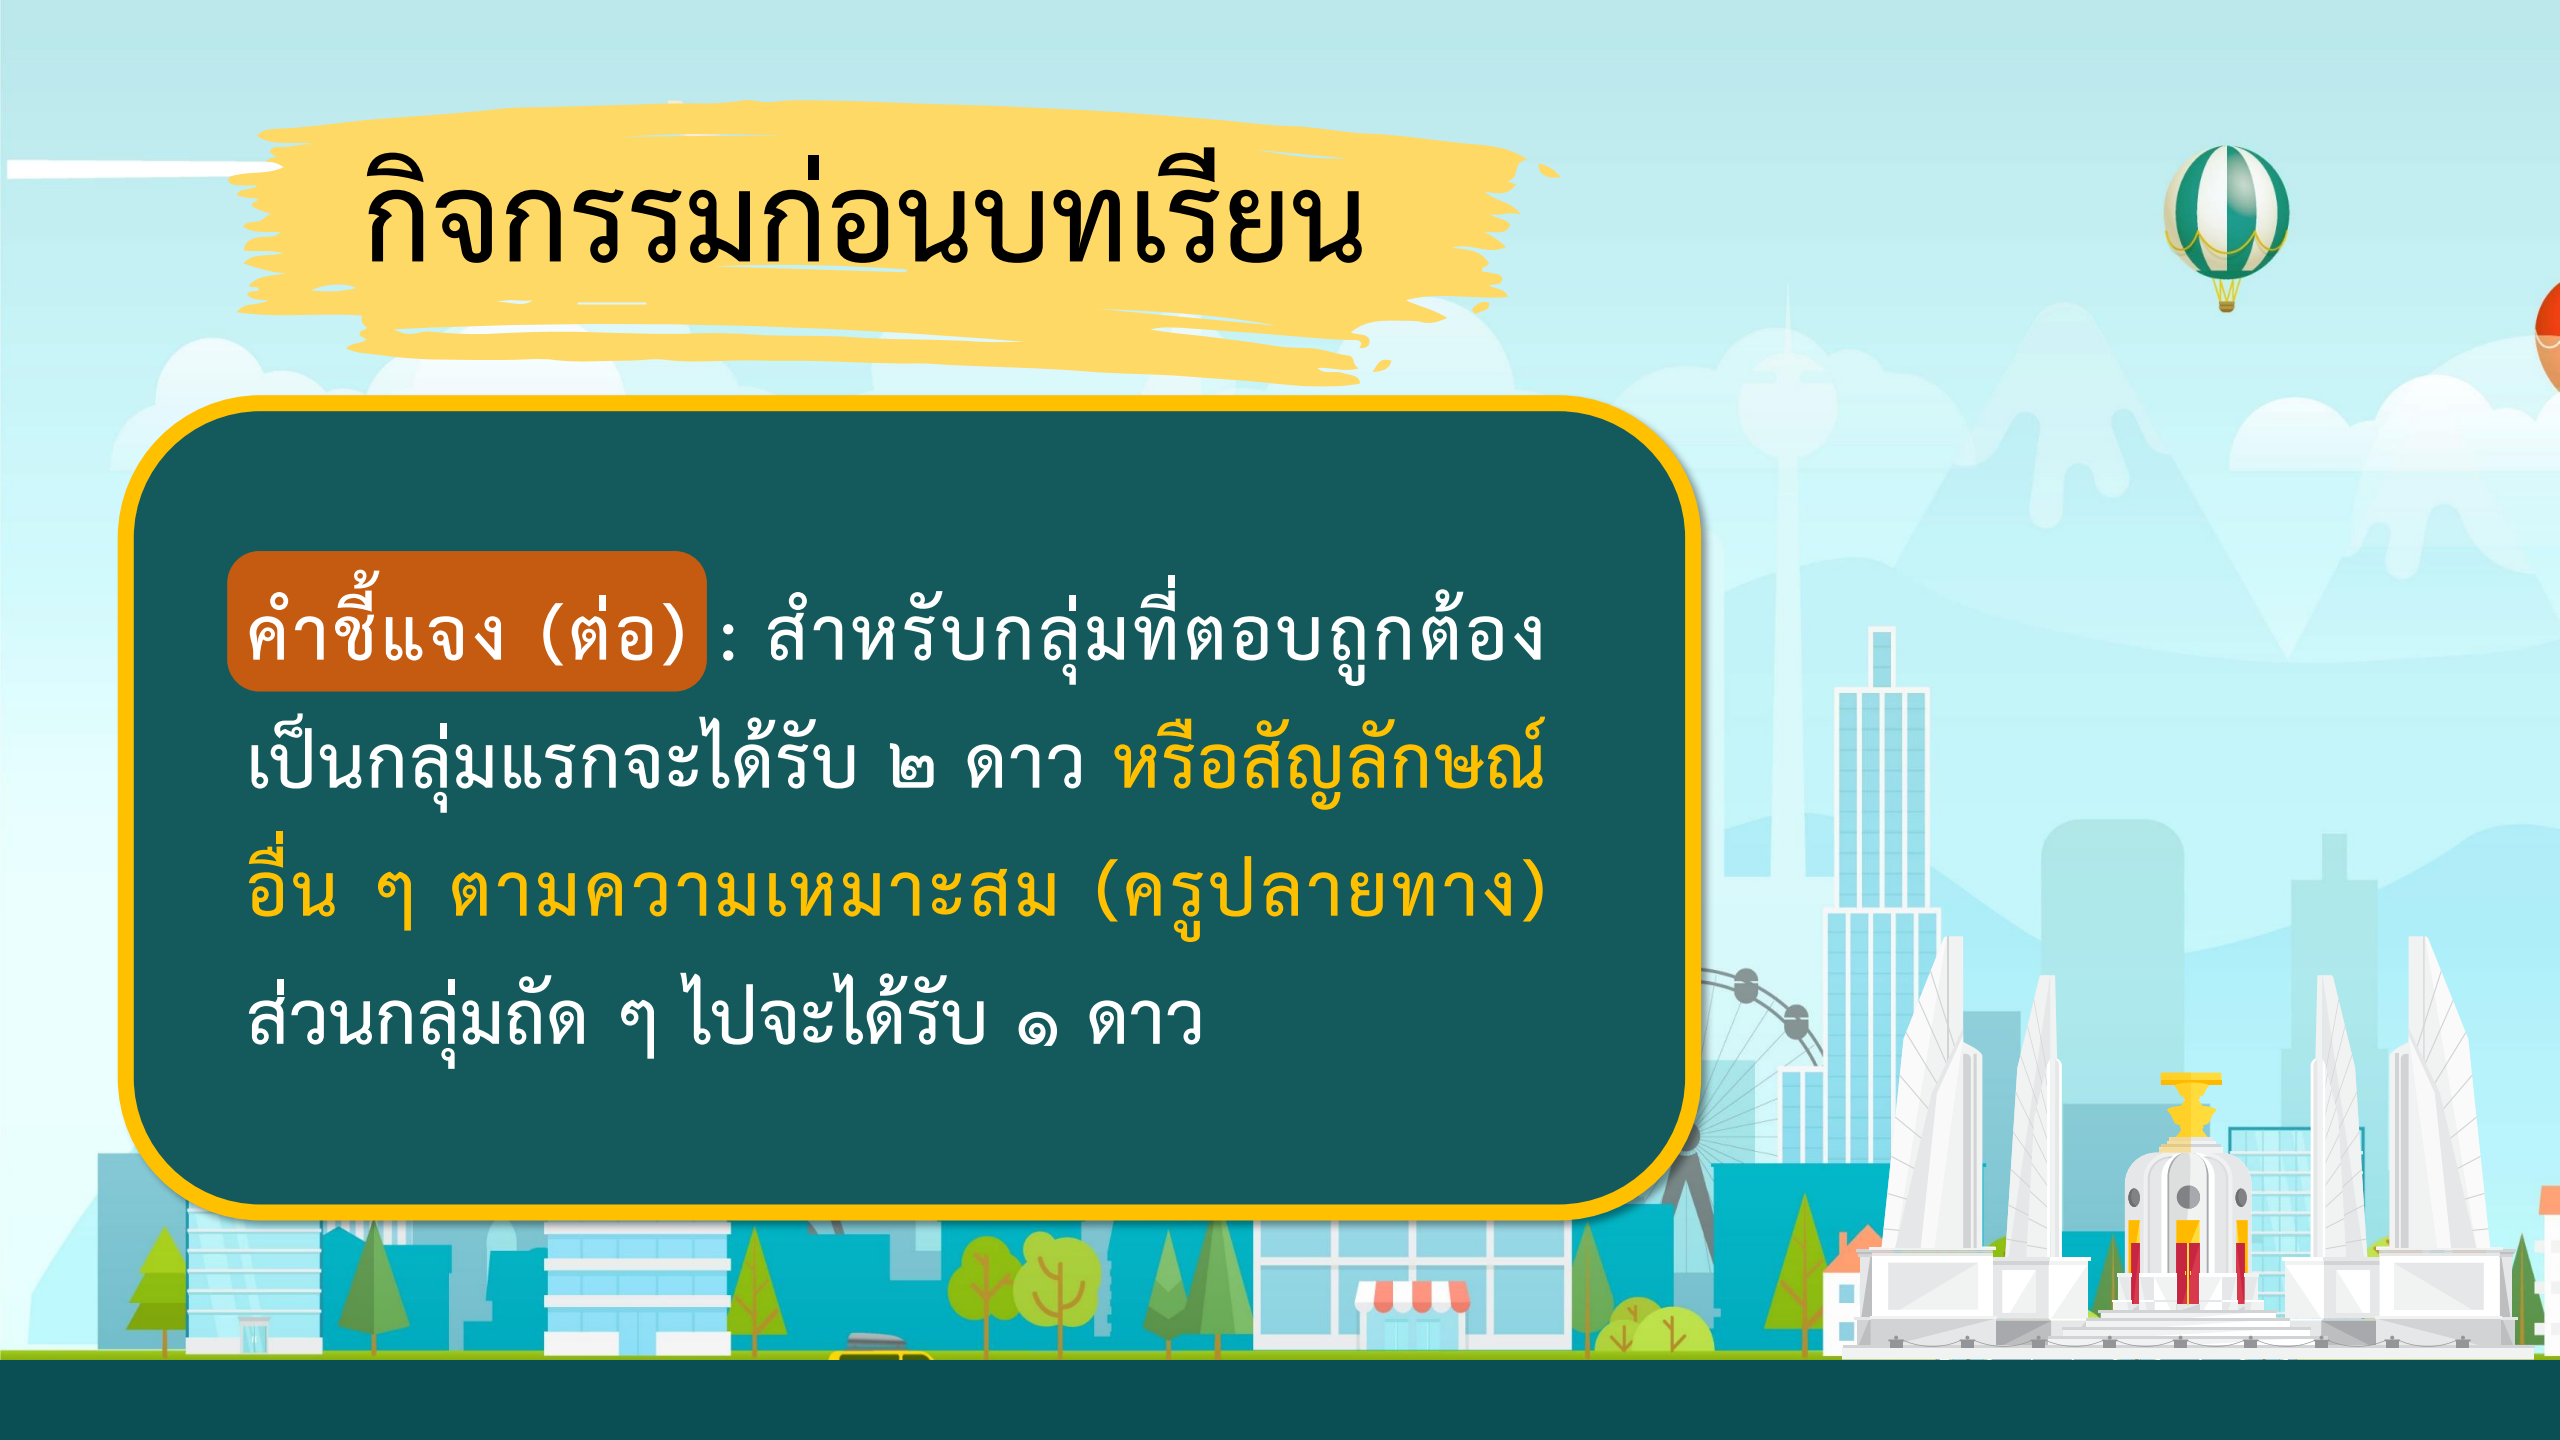 กิจกรรมก่อนบทเรียน
คำชี้แจง (ต่อ) : สำหรับกลุ่มที่ตอบถูกต้อง
เป็นกลุ่มแรกจะได้รับ ๒ ดาว หรือสัญลักษณ์
อื่น ๆ ตามความเหมาะสม (ครูปลายทาง)
ส่วนกลุ่มถัด ๆ ไปจะได้รับ ๑ ดาว